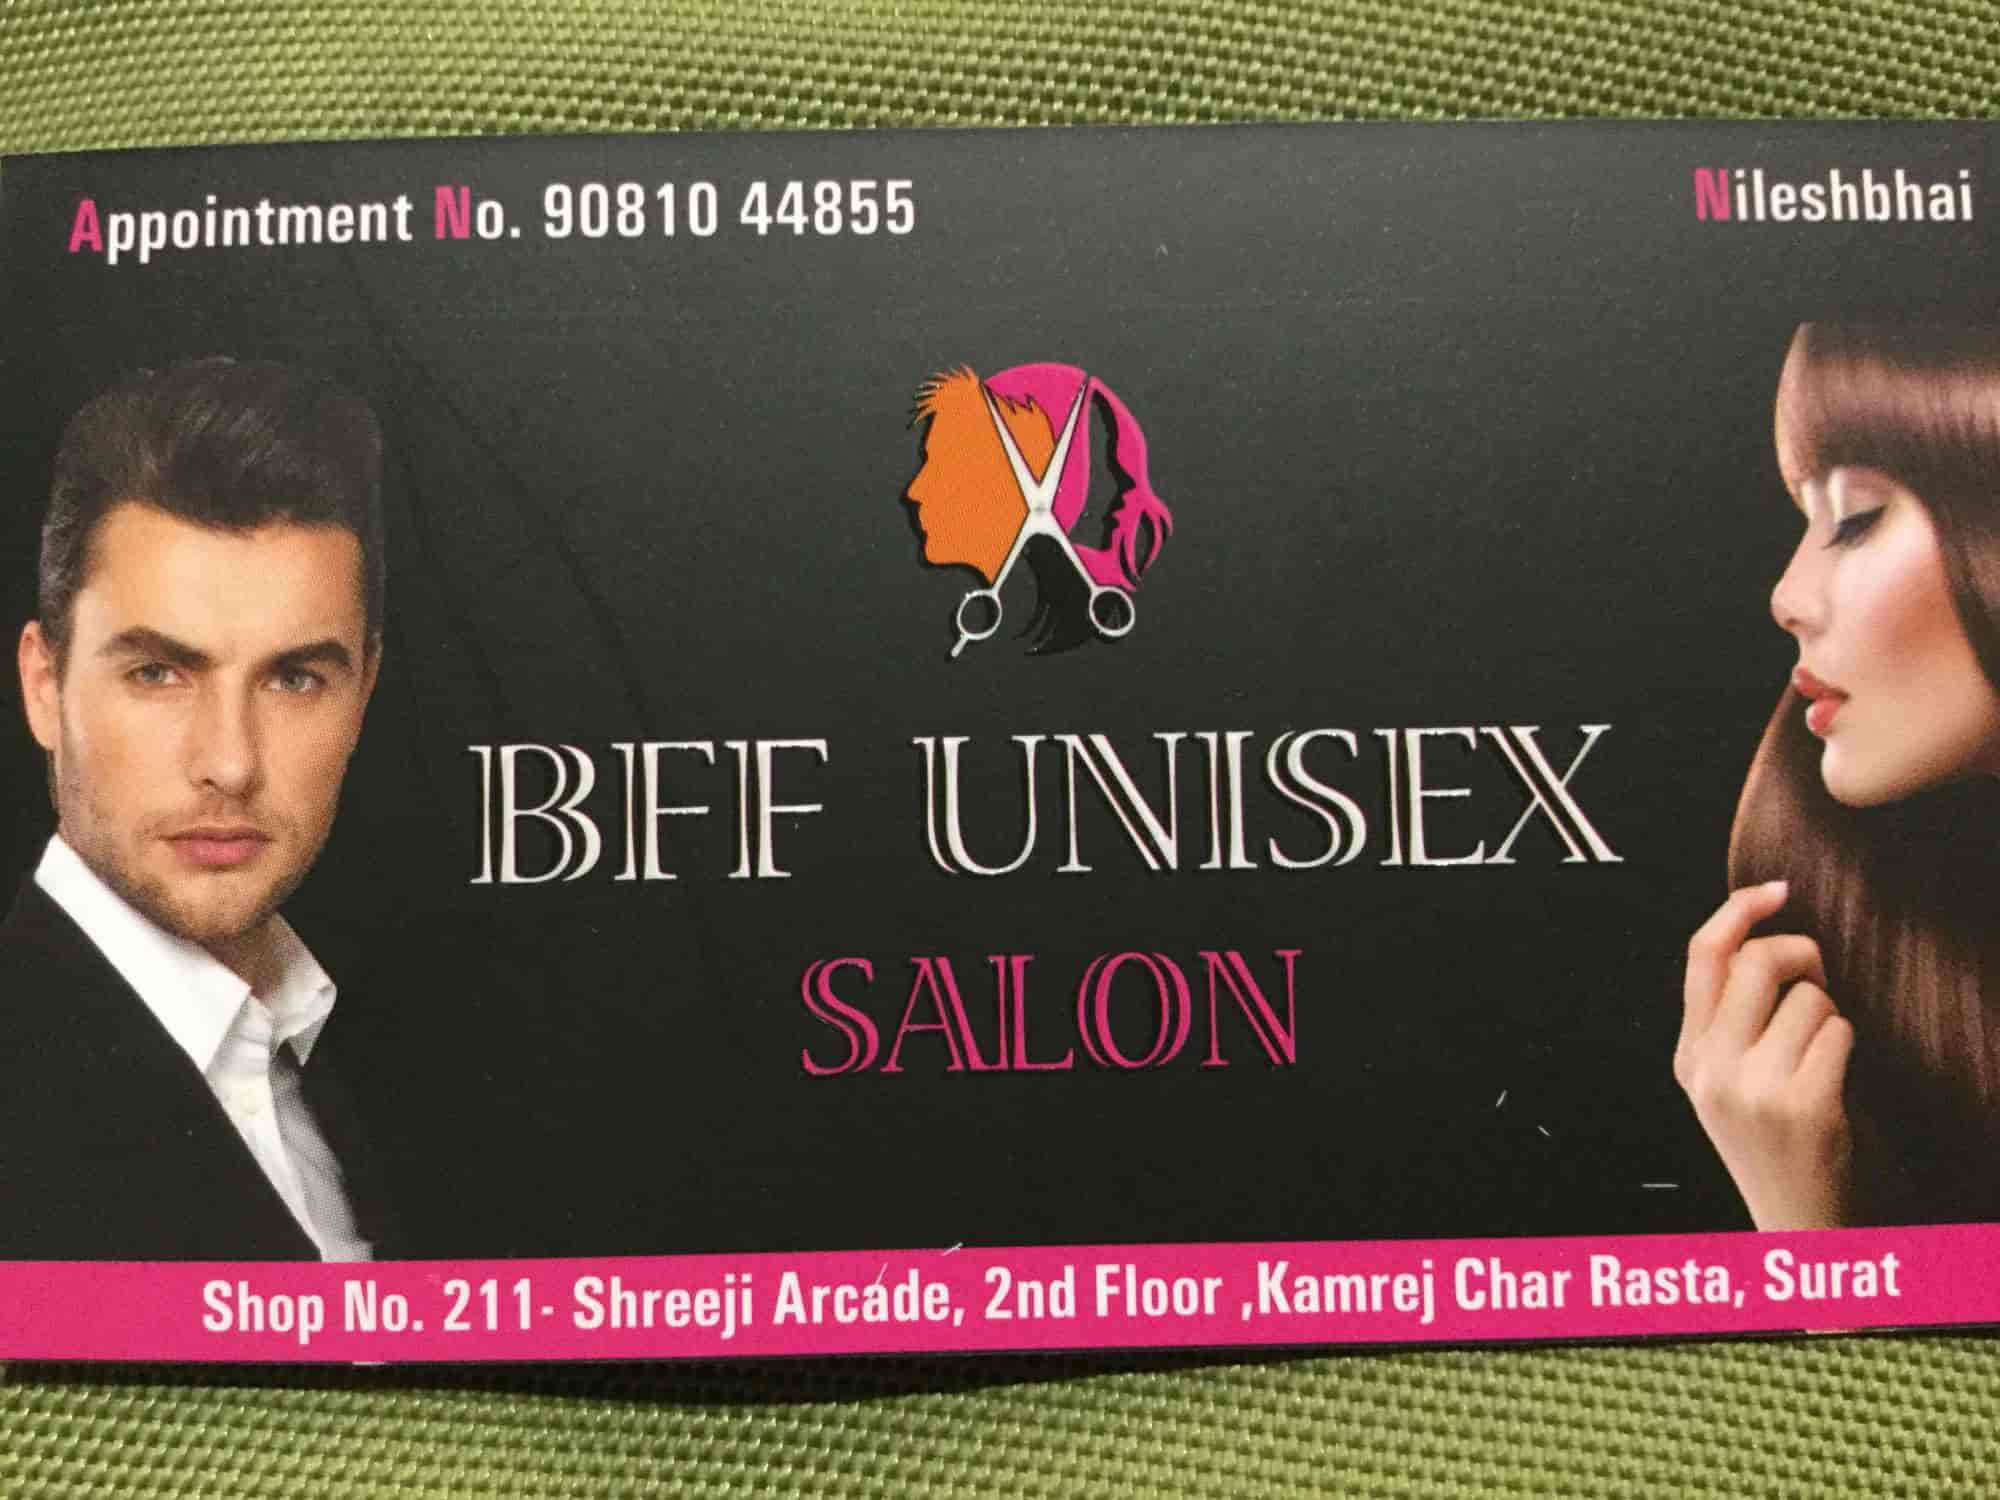 Appointment No. 90810 44855
Nileshbhai
BFF UNISEX
SALON
Shop No. 211- Shreeji Arcade, 2nd Floor ,Kamrej Char Rasta, Surat